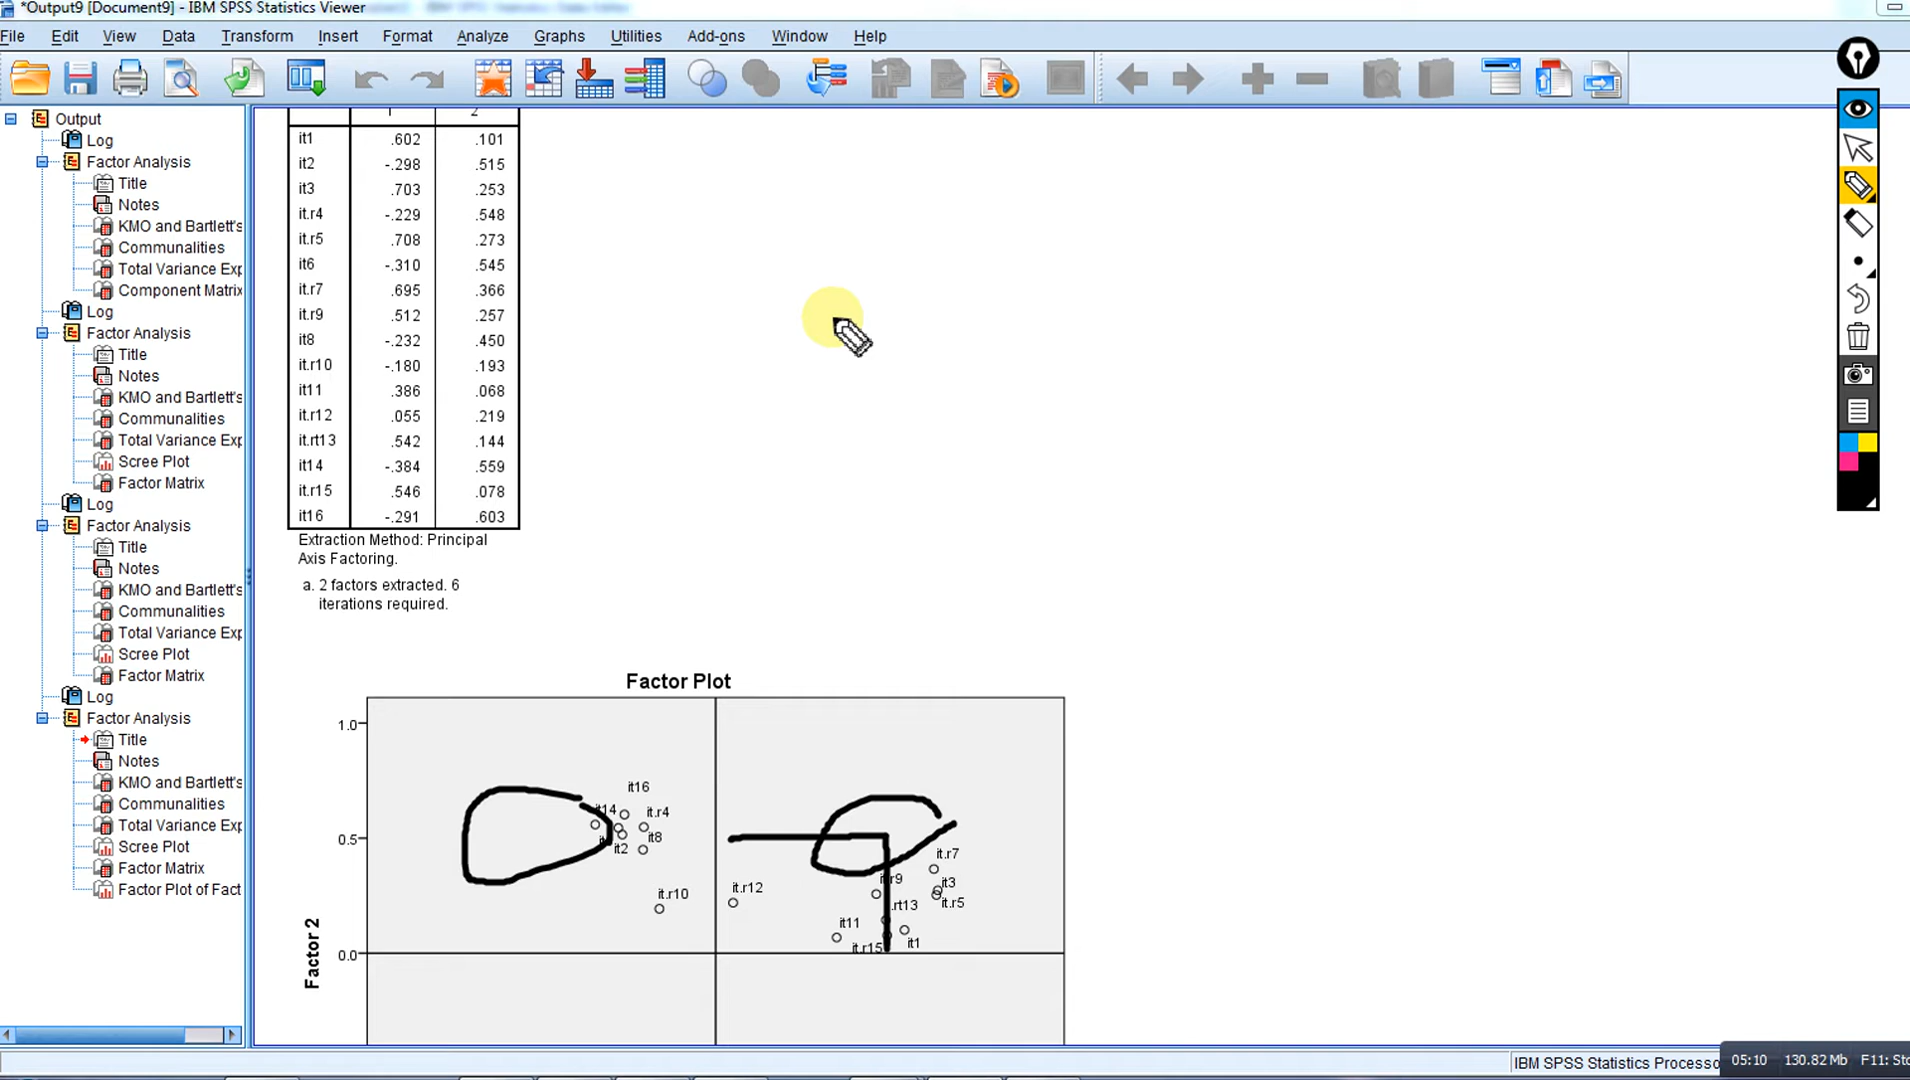 *Output9 [Document9] - IBM SPSS Statistics Viewer
File Edit View Data Transform Insert Format Analyze Graphs Utilities Add-ons Window Help
Output
Log
Factor Analysis
Title
Notes
KMO and Bartlett's
Communalities
Total Variance Exp
Component Matrix
Log
Factor Analysis
Title
Notes
KMO and Bartlett's
Communalities
Total Variance Exp
Scree Plot
Factor Matrix
Log
Factor Analysis
Title
Notes
KMO and Bartlett's
Communalities
Total Variance Exp
Scree Plot
Factor Matrix
Log
Factor Analysis
Title
Notes
KMO and Bartlett's
Communalities
Total Variance Exp
Scree Plot
Factor Matrix
Factor Plot of Fact
1 2
it1 .602 .101
it2 -.298 .515
it3 .703 .253
it.r4 -.229 .548
it.r5 .708 .273
it6 -.310 .545
it.r7 .695 .366
it.r9 .512 .257
it8 -.232 .450
it.r10 -.180 .193
it11 .386 .068
it.r12 .055 .219
it.rt13 .542 .144
it14 -.384 .559
it.r15 .546 .078
it16 -.291 .603
Extraction Method: Principal
Axis Factoring.
a. 2 factors extracted. 6
iterations required.
Factor Plot
Factor 2
1.0
0.5
0.0
it16
it14
it.r4
it8
it2
it.r10
it.r12
it.r7
it3
it.r5
.rt13
it11
it1
it.r15
IBM SPSS Statistics Processo
05:10 130.82 Mb F11: Sto